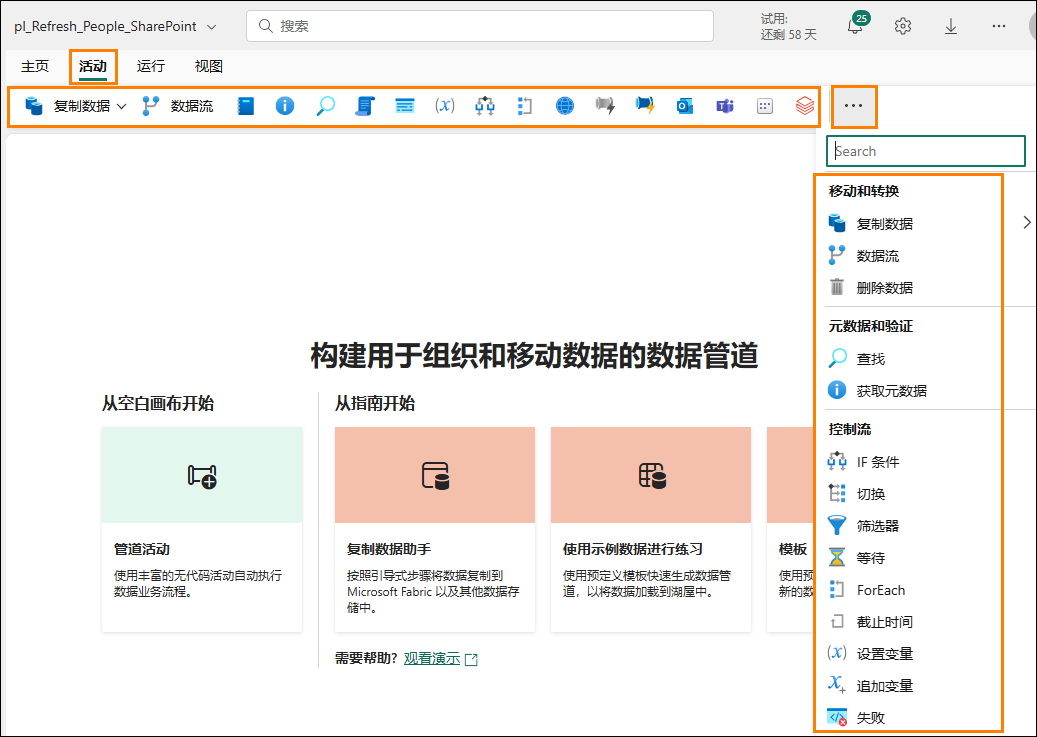 pl_Refresh_People_SharePoint
搜索
试用:
还剩 58 天
25
主页
活动
运行
视图
复制数据
数据流
(x)
Search
移动和转换
复制数据
数据流
删除数据
元数据和验证
查找
获取元数据
控制流
IF 条件
切换
筛选器
等待
ForEach
截止时间
(x) 设置变量
追加变量
失败
构建用于组织和移动数据的数据管道
从空白画布开始
管道活动
使用丰富的无代码活动自动执行
数据业务流程。
从指南开始
复制数据助手
按照引导式步骤将数据复制到
Microsoft Fabric 以及其他数据存
储中。
使用示例数据进行练习
使用预定义模板快速生成数据管
道，以将数据加载到湖屋中。
模板
使用预
新的数
需要帮助? 观看演示